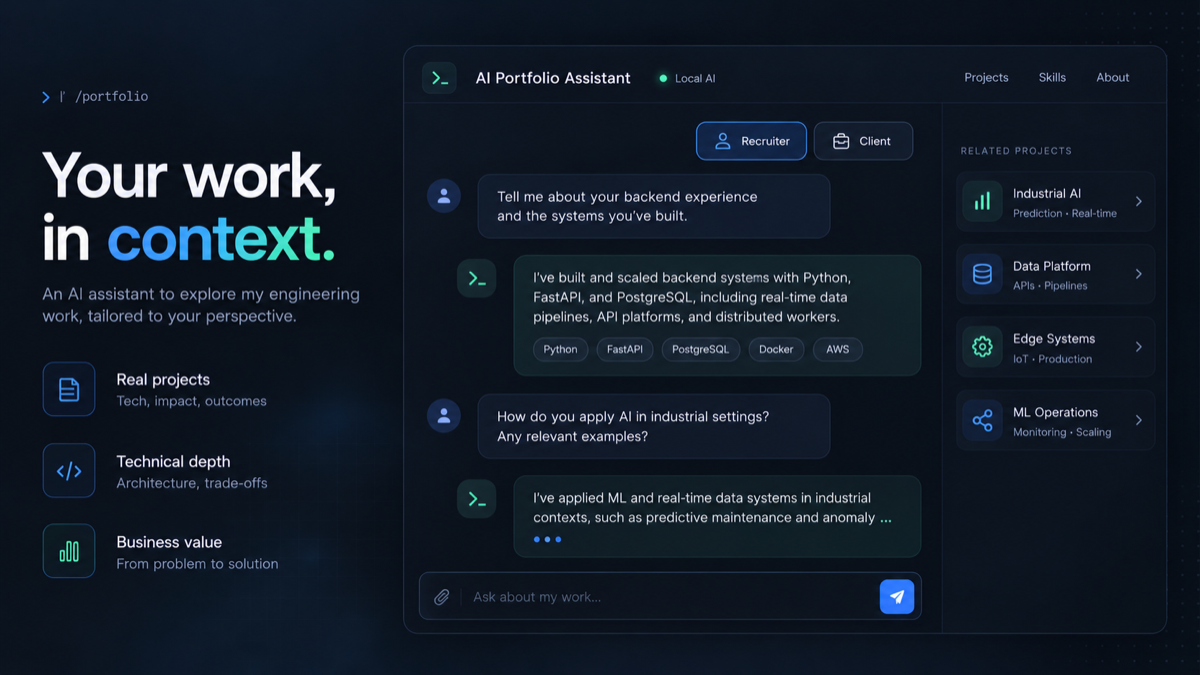 /portfolio
Your work,
in context.
An AI assistant to explore my engineering
work, tailored to your perspective.
Real projects
Tech, impact, outcomes
Technical depth
Architecture, trade-offs
Business value
From problem to solution
AI Portfolio Assistant
Local AI
Projects
Skills
About
Recruiter
Client
Tell me about your backend experience
and the systems you've built.
I've built and scaled backend systems with Python,
FastAPI, and PostgreSQL, including real-time data
pipelines, API platforms, and distributed workers.
Python
FastAPI
PostgreSQL
Docker
AWS
How do you apply AI in industrial settings?
Any relevant examples?
I've applied ML and real-time data systems in industrial
contexts, such as predictive maintenance and anomaly ...
Ask about my work...
RELATED PROJECTS
Industrial AI
Prediction • Real-time
Data Platform
APIs • Pipelines
Edge Systems
IoT • Production
ML Operations
Monitoring • Scaling